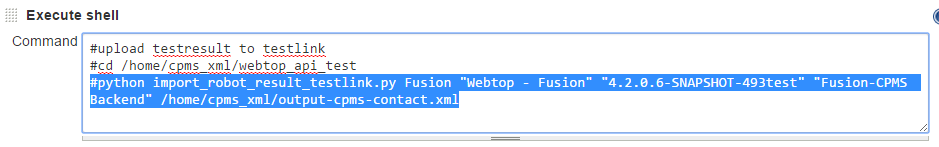 Execute shell
Command
#upload testresult to testlink
#cd /home/cpms_xml/webtop_api_test
#python import_robot_result_testlink.py Fusion "Webtop - Fusion" "4.2.0.6-SNAPSHOT-493test" "Fusion-CPMS
Backend" /home/cpms_xml/output-cpms-contact.xml